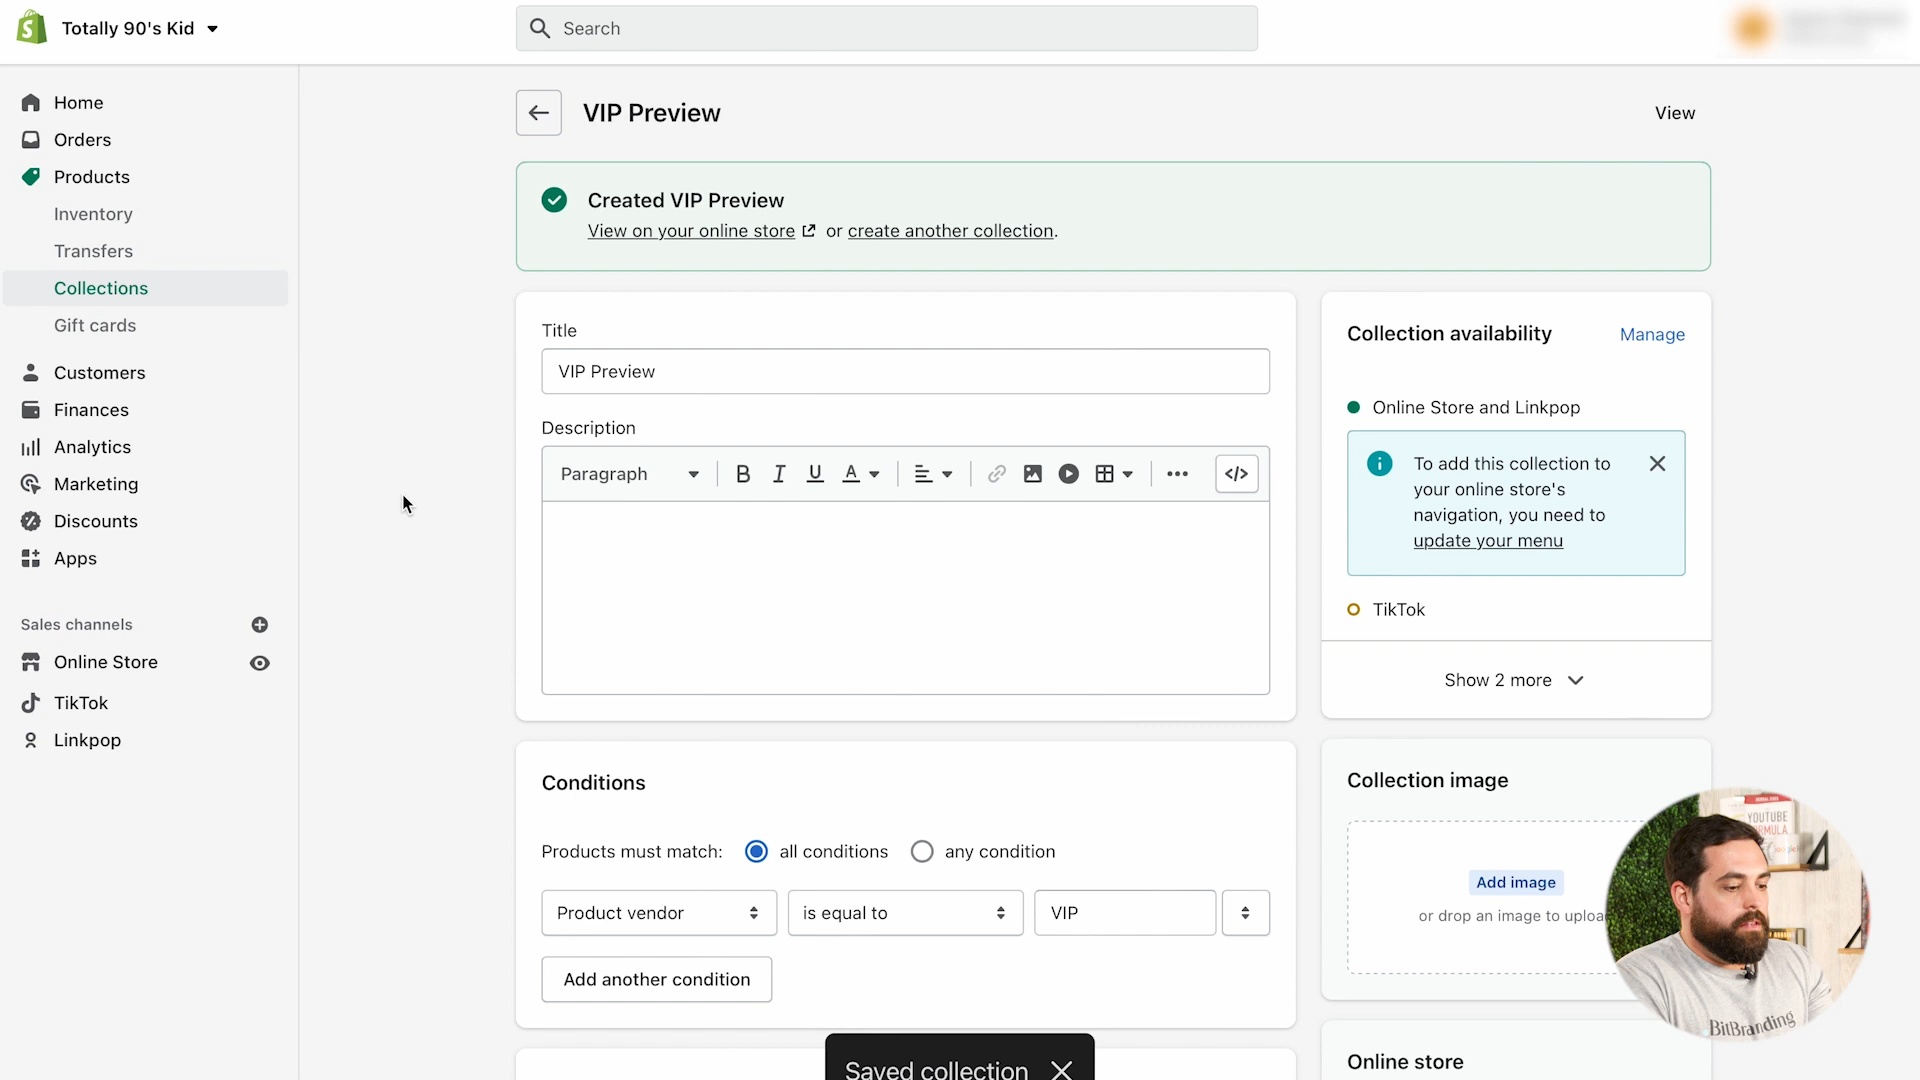 Totally 90's Kid
Search
Home
Orders
Products
Inventory
Transfers
Collections
Gift cards
Customers
Finances
Analytics
Marketing
Discounts
Apps
Sales channels
Online Store
TikTok
Linkpop
VIP Preview
View
Created VIP Preview
View on your online store or create another collection.
Title
VIP Preview
Description
Paragraph
B I U A
</>
Conditions
Products must match: all conditions any condition
Product vendor is equal to VIP
Add another condition
Collection availability
Manage
Online Store and Linkpop
To add this collection to
your online store's
navigation, you need to
update your menu
TikTok
Show 2 more
Collection image
Add image
or drop an image to uploa
YOUTUBE
BitBranding
Online store
Saved collection